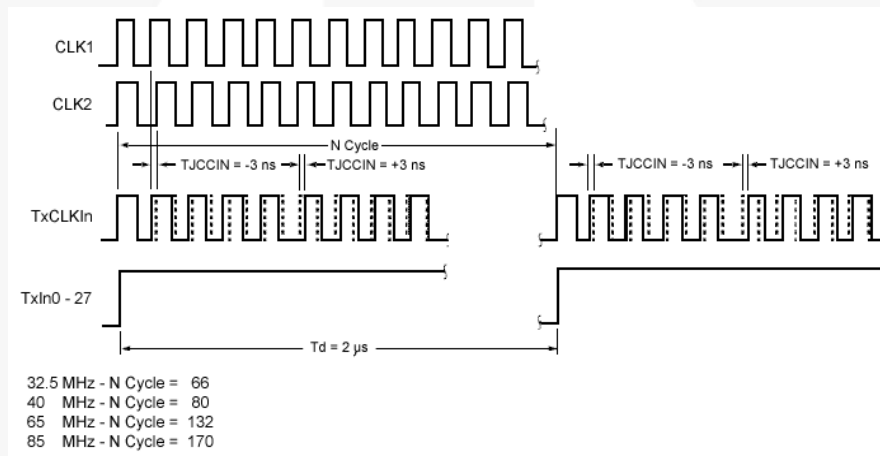 CLK1
CLK2
N Cycle
TJCCIN = -3 ns
TJCCIN = +3 ns
TJCCIN = -3 ns
TJCCIN = +3 ns
TxCLKIn
TxIn0 - 27
Td = 2 µs
32.5 MHz - N Cycle = 66
40 MHz - N Cycle = 80
65 MHz - N Cycle = 132
85 MHz - N Cycle = 170